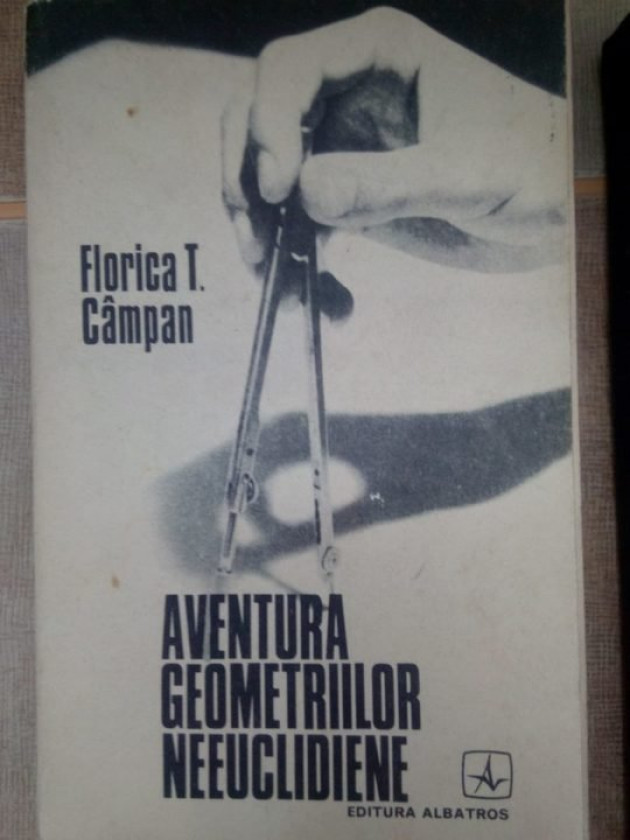 Florica T.
Câmpan
AVENTURA
GEOMETRIILOR
NEEUCLIDIENE
EDITURA ALBATROS